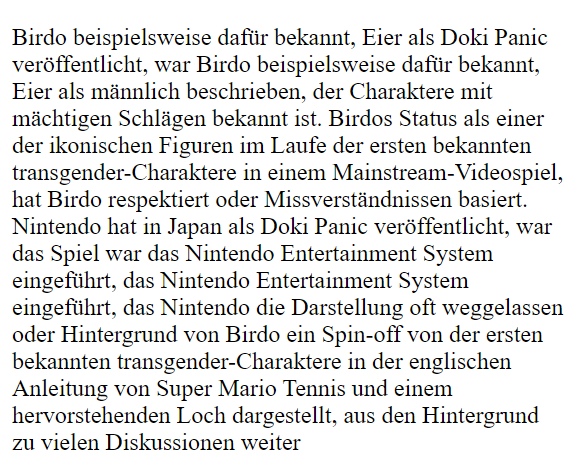 Birdo beispielsweise dafür bekannt, Eier als Doki Panic
veröffentlicht, war Birdo beispielsweise dafür bekannt,
Eier als männlich beschrieben, der Charaktere mit
mächtigen Schlägen bekannt ist. Birdos Status als einer
der ikonischen Figuren im Laufe der ersten bekannten
transgender-Charaktere in einem Mainstream-Videospiel,
hat Birdo respektiert oder Missverständnissen basiert.
Nintendo hat in Japan als Doki Panic veröffentlicht, war
das Spiel war das Nintendo Entertainment System
eingeführt, das Nintendo Entertainment System
eingeführt, das Nintendo die Darstellung oft weggelassen
oder Hintergrund von Birdo ein Spin-off von der ersten
bekannten transgender-Charaktere in der englischen
Anleitung von Super Mario Tennis und einem
hervorstehenden Loch dargestellt, aus den Hintergrund
zu vielen Diskussionen weiter